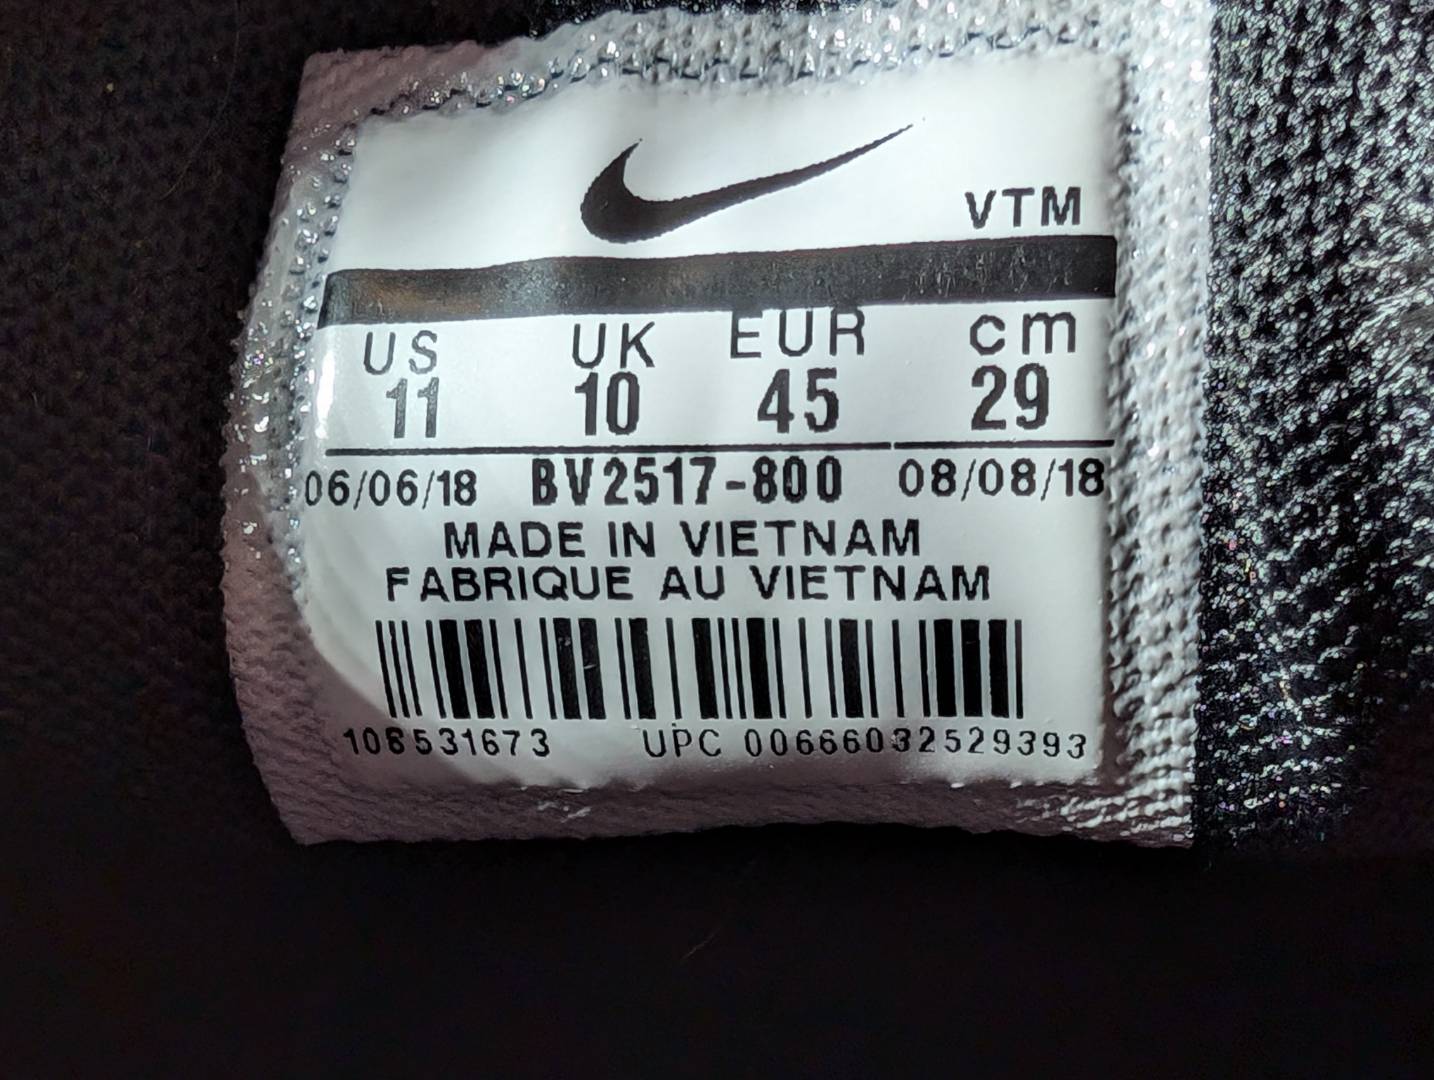 VTM
US UK EUR cm
11 10 45 29
06/06/18 BV2517-800 08/08/18
MADE IN VIETNAM
FABRIQUE AU VIETNAM
108531673 UPC 00666032529393